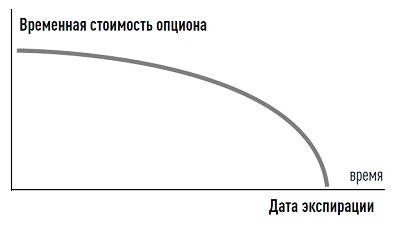 Временная стоимость опциона
время
Дата экспирации